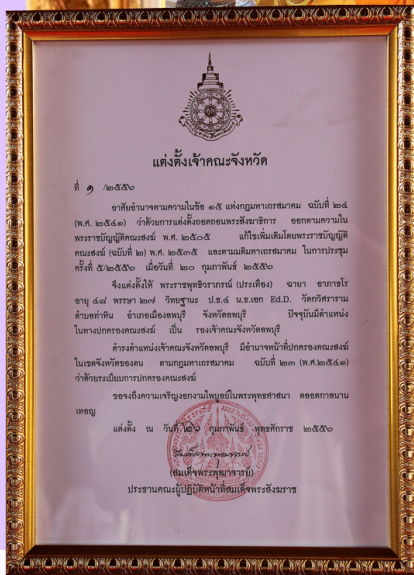 แต่งตั้งเจ้าคณะจังหวัด
ที่ ๑ /๒๕๕๐
อาศัยอำนาจตามความในข้อ ๑๕ แห่งกฎมหาเถรสมาคม ฉบับที่ ๒๔
(พ.ศ. ๒๕๔๑) ว่าด้วยการแต่งตั้งถอดถอนพระสังฆาธิการ ออกตามความใน
พระราชบัญญัติคณะสงฆ์ พ.ศ. ๒๕๐๕ แก้ไขเพิ่มเติมโดยพระราชบัญญัติ
คณะสงฆ์ (ฉบับที่ ๒) พ.ศ. ๒๕๓๕ และตามมติมหาเถรสมาคม ในการประชุม
ครั้งที่ ๕/๒๕๕๐ เมื่อวันที่ ๒๐ กุมภาพันธ์ ๒๕๕๐
จึงแต่งตั้งให้ พระราชพุทธิวราภรณ์ (ประเทือง) ฉายา อาภาธโร
อายุ ๔๘ พรรษา ๒๗ วิทยฐานะ ป.ธ.๔ น.ธ.เอก Ed.D. วัดกวิศราราม
ตำบลท่าหิน อำเภอเมืองลพบุรี จังหวัดลพบุรี ปัจจุบันมีตำแหน่ง
ในทางปกครองคณะสงฆ์ เป็น รองเจ้าคณะจังหวัดลพบุรี
ดำรงตำแหน่งเจ้าคณะจังหวัดลพบุรี มีอำนาจหน้าที่ปกครองคณะสงฆ์
ในเขตจังหวัดของตน ตามกฎมหาเถรสมาคม ฉบับที่ ๒๓ (พ.ศ.๒๕๔๑)
ว่าด้วยระเบียบการปกครองคณะสงฆ์
ขอจงถึงความเจริญงอกงามไพบูลย์ในพระพุทธศาสนา ตลอดกาลนาน
เทอญ
แต่งตั้ง ณ วันที่ กุมภาพันธ์ พุทธศักราช ๒๕๕๐
(สมเด็จพระพุฒาจารย์)
ประธานคณะผู้ปฏิบัติหน้าที่สมเด็จพระสังฆราช